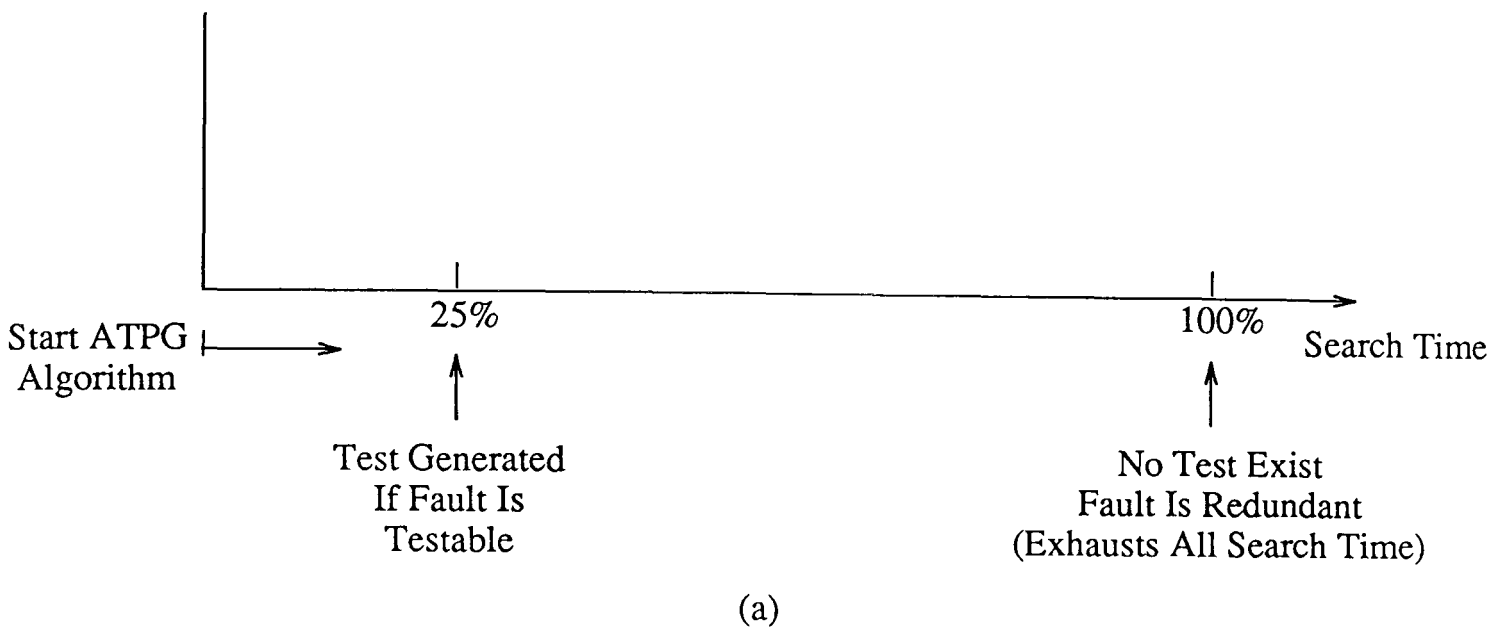 25%
100%
Start ATPG
Algorithm
Search Time
Test Generated
If Fault Is
Testable
No Test Exist
Fault Is Redundant
(Exhausts All Search Time)
(a)